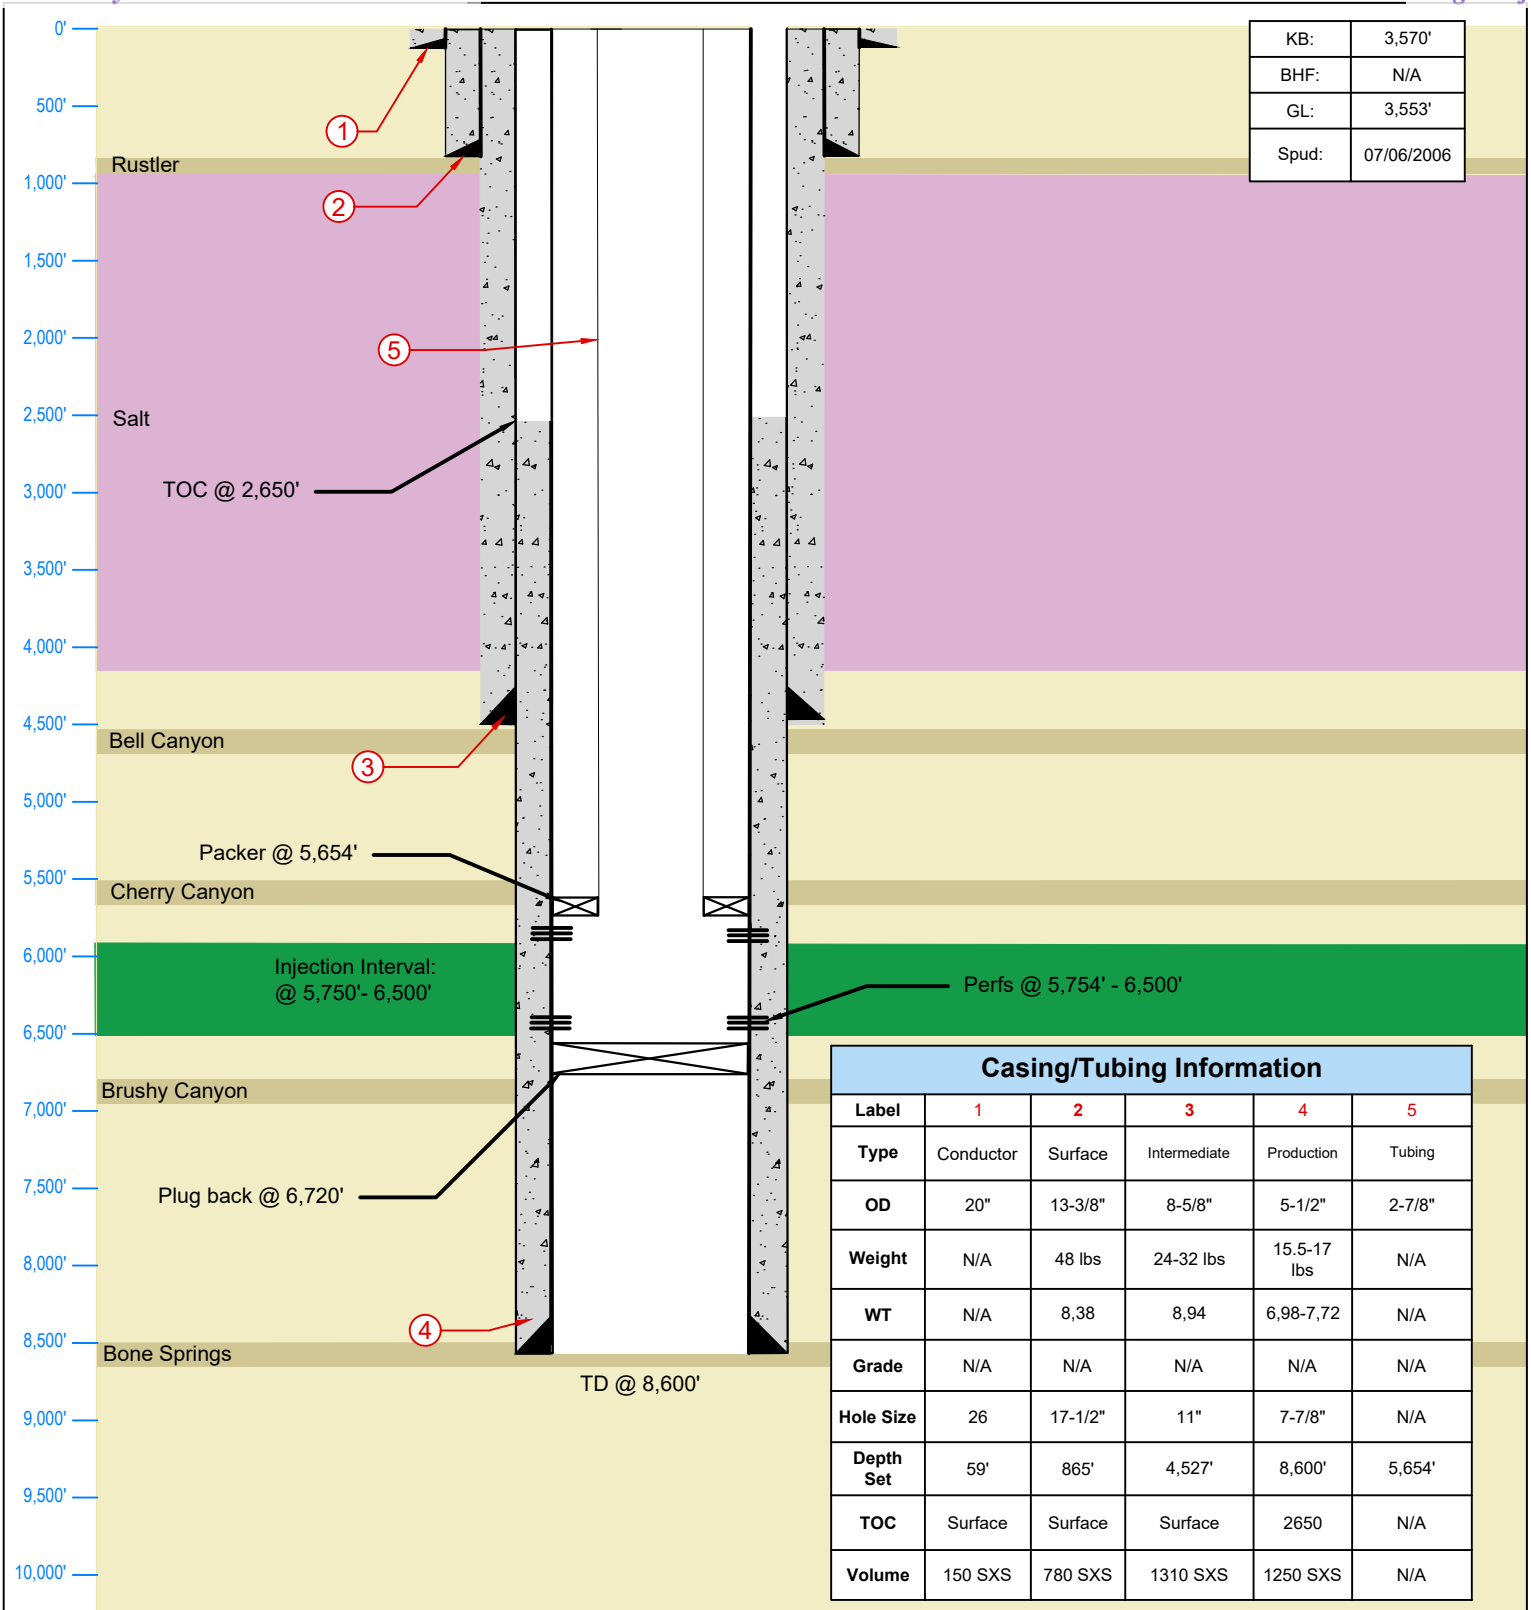 0'
500'
1,000'
1,500'
2,000'
2,500'
3,000'
3,500'
4,000'
4,500'
5,000'
5,500'
6,000'
6,500'
7,000'
7,500'
8,000'
8,500'
9,000'
9,500'
10,000'
KB: 3,570'
BHF: N/A
GL: 3,553'
Spud: 07/06/2006
1
Rustler
2
5
Salt
TOC @ 2,650'
Bell Canyon
3
Packer @ 5,654'
Cherry Canyon
Injection Interval:
@ 5,750'- 6,500'
Perfs @ 5,754' - 6,500'
Brushy Canyon
Plug back @ 6,720'
4
Bone Springs
TD @ 8,600'
Casing/Tubing Information
Label 1 2 3 4 5
Type Conductor Surface Intermediate Production Tubing
OD 20" 13-3/8" 8-5/8" 5-1/2" 2-7/8"
Weight N/A 48 lbs 24-32 lbs 15.5-17 lbs N/A
WT N/A 8,38 8,94 6,98-7,72 N/A
Grade N/A N/A N/A N/A N/A
Hole Size 26 17-1/2" 11" 7-7/8" N/A
Depth Set 59' 865' 4,527' 8,600' 5,654'
TOC Surface Surface Surface 2650 N/A
Volume 150 SXS 780 SXS 1310 SXS 1250 SXS N/A